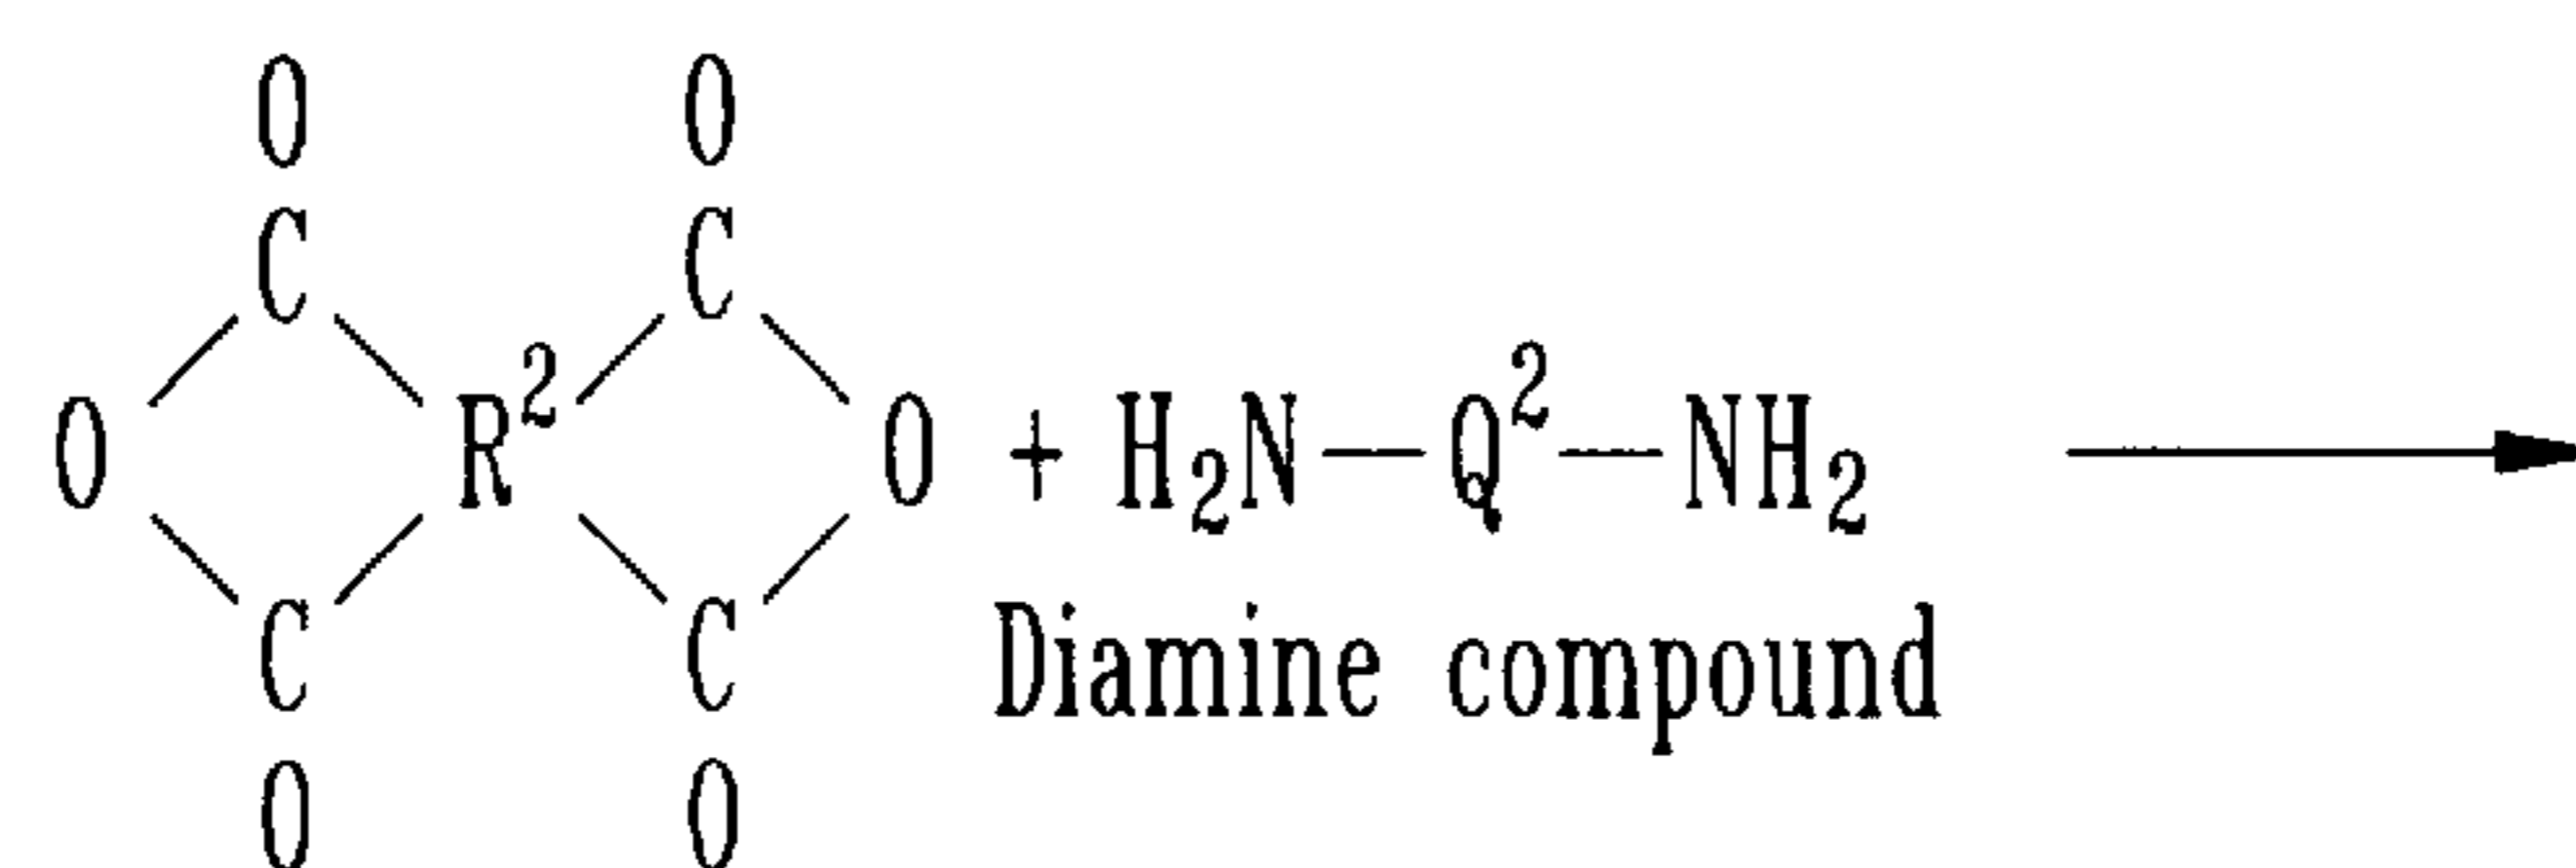 O O
C C
O R² O + H₂N—Q²—NH₂
C C Diamine compound
O O